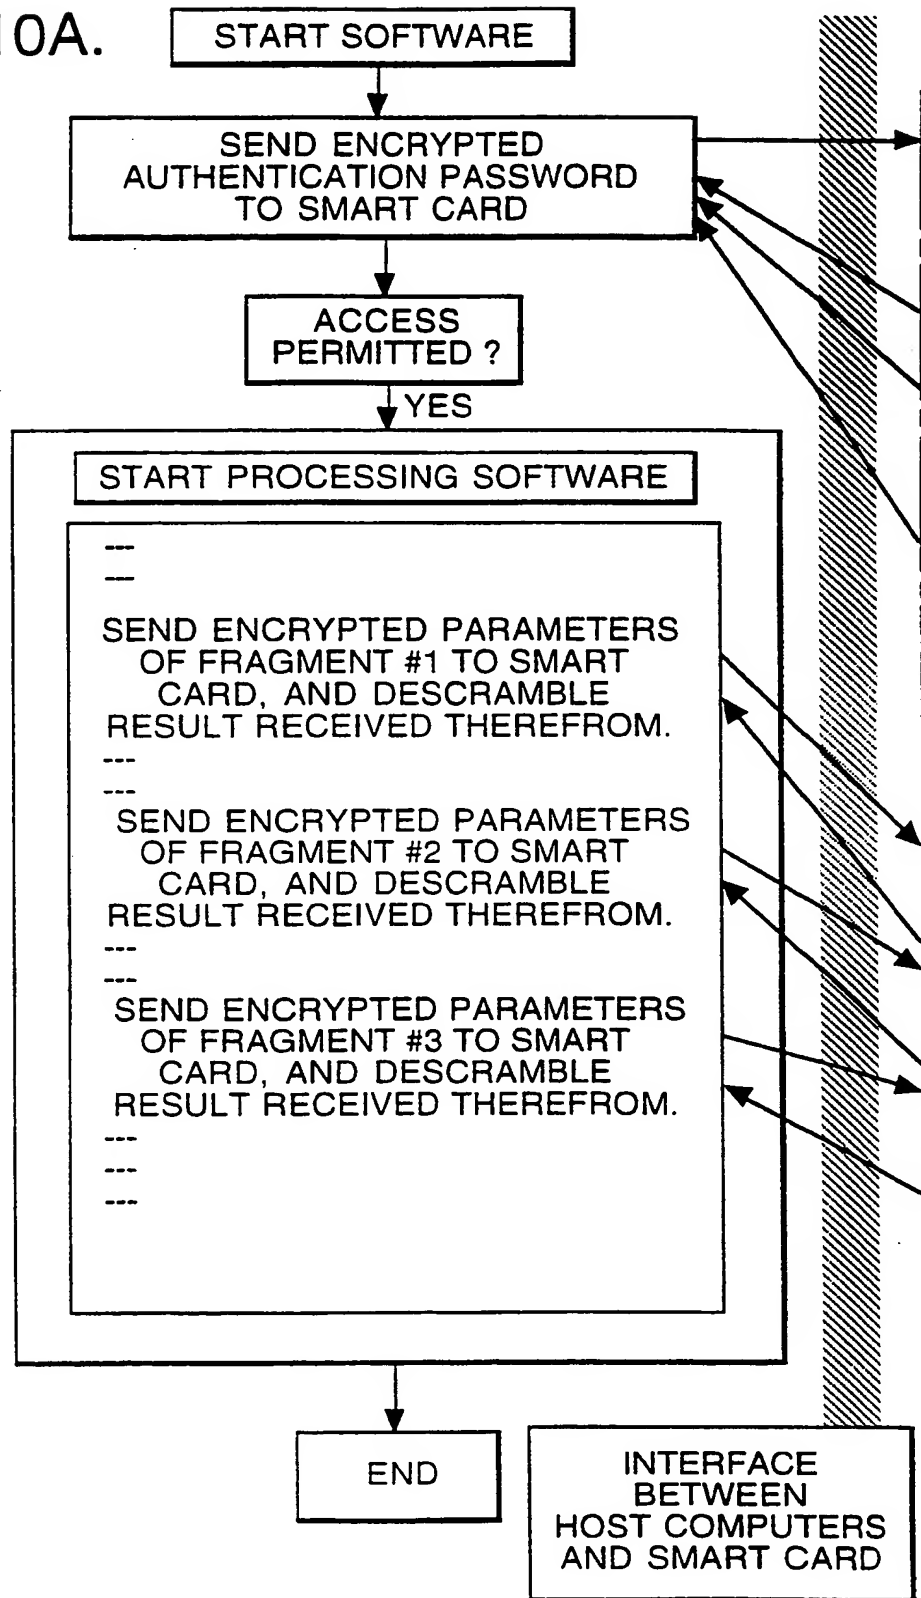 10A.
START SOFTWARE
SEND ENCRYPTED
AUTHENTICATION PASSWORD
TO SMART CARD
ACCESS
PERMITTED ?
YES
START PROCESSING SOFTWARE
---
---
SEND ENCRYPTED PARAMETERS
OF FRAGMENT #1 TO SMART
CARD, AND DESCRAMBLE
RESULT RECEIVED THEREFROM.
---
---
SEND ENCRYPTED PARAMETERS
OF FRAGMENT #2 TO SMART
CARD, AND DESCRAMBLE
RESULT RECEIVED THEREFROM.
---
---
SEND ENCRYPTED PARAMETERS
OF FRAGMENT #3 TO SMART
CARD, AND DESCRAMBLE
RESULT RECEIVED THEREFROM.
---
---
---
END
INTERFACE
BETWEEN
HOST COMPUTERS
AND SMART CARD